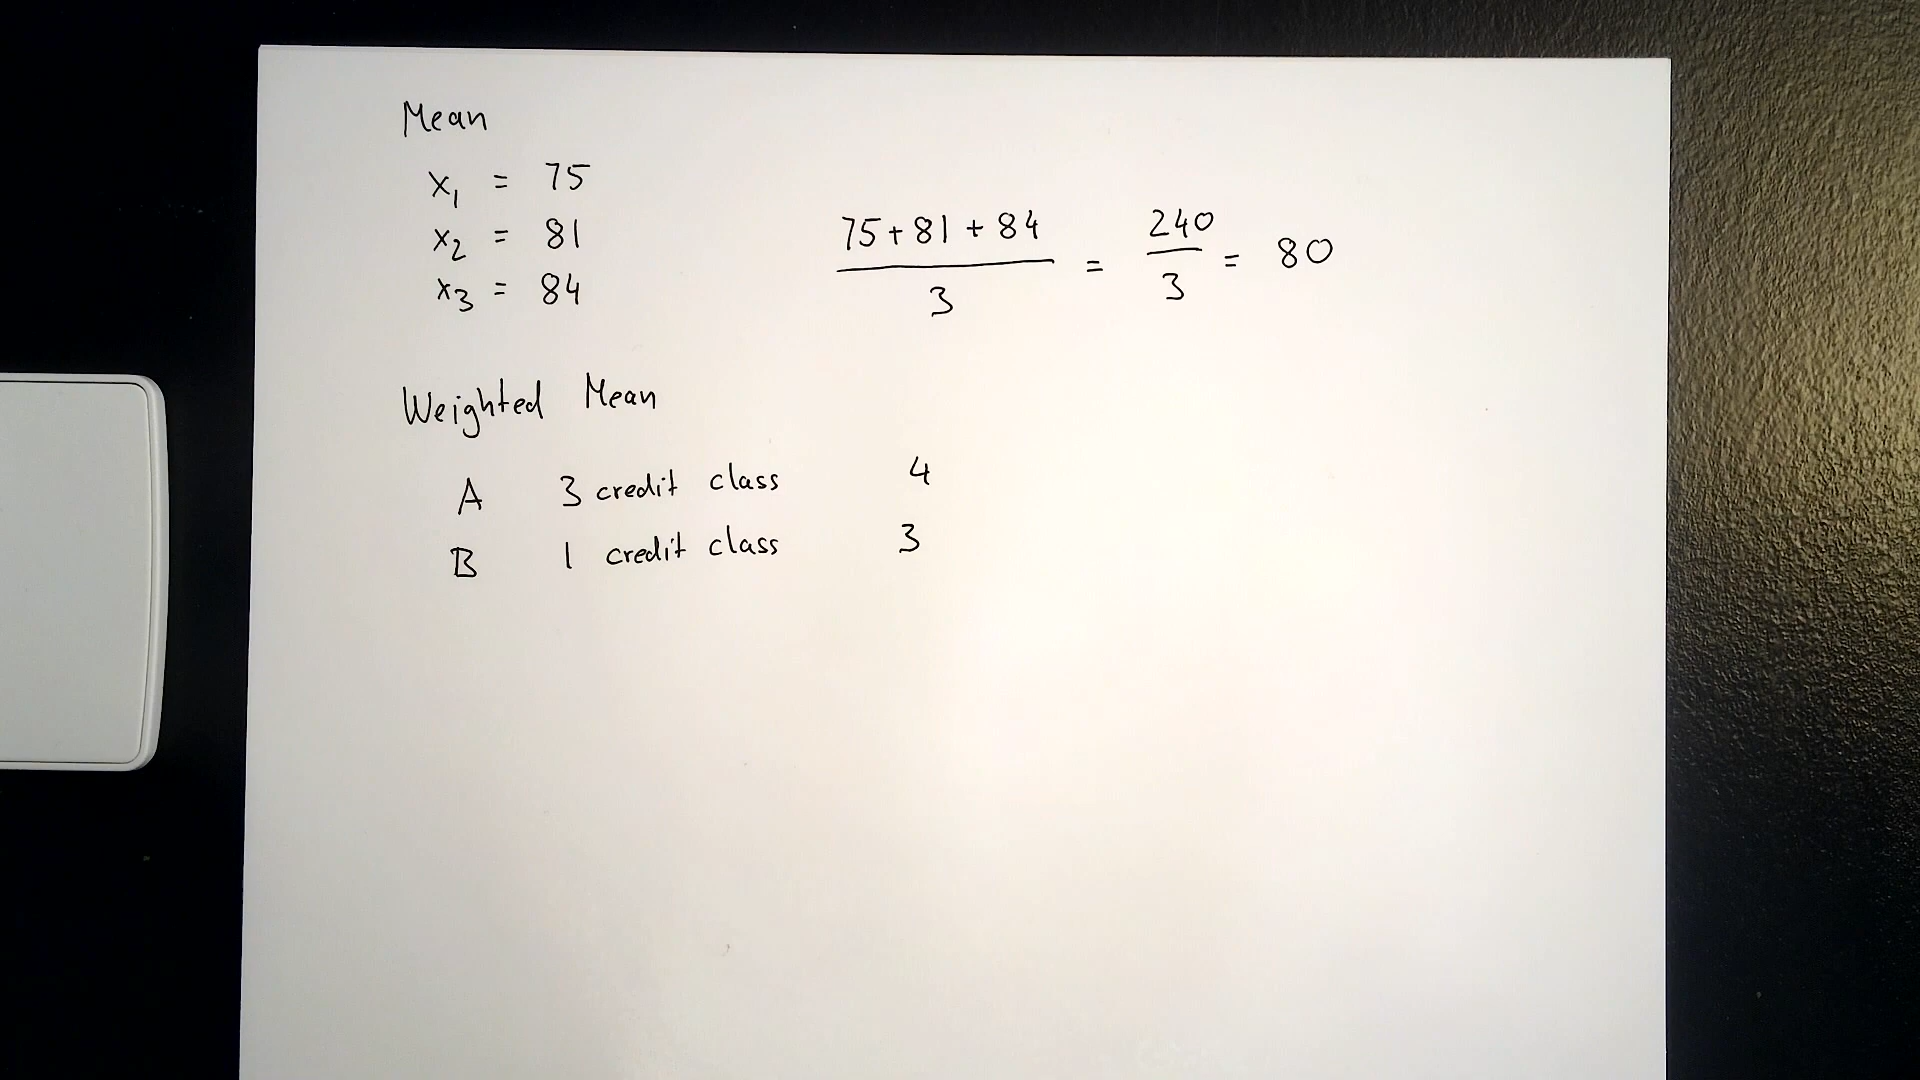 Mean
x₁ = 75
x₂ = 81
x₃ = 84
75 + 81 + 84 / 3 = 240 / 3 = 80
Weighted Mean
A 3 credit class 4
B 1 credit class 3